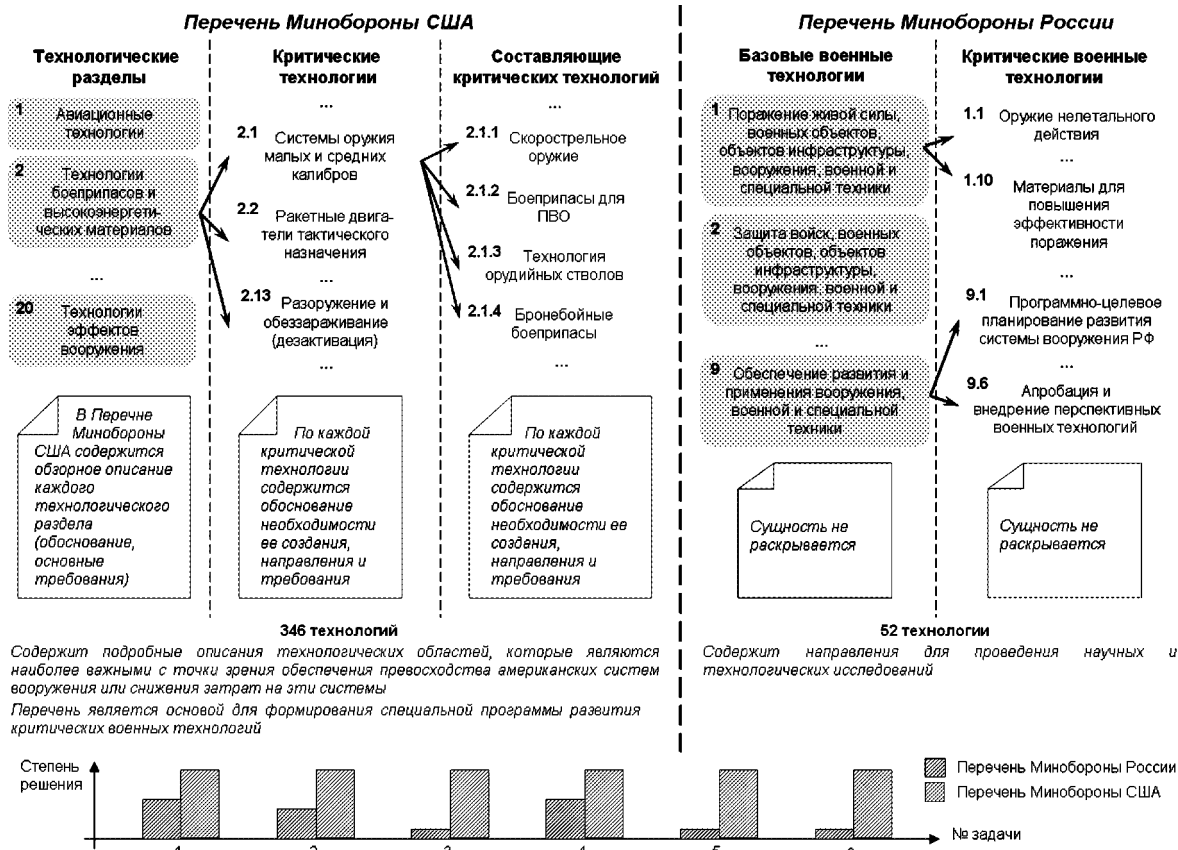 Перечень Минобороны США
Технологические
разделы
1
Авиационные
технологии
2
Технологии
боеприпасов и
высокоэнергети-
ческих материалов
...
20
Технологии
эффектов
вооружения
В Перечне
Минобороны
США содержится
обзорное описание
каждого
технологического
раздела
(обоснование,
основные
требования)
Критические
технологии
...
2.1
Системы оружия
малых и средних
калибров
2.2
Ракетные двига-
тели тактического
назначения
...
2.13
Разоружение и
обеззараживание
(дезактивация)
...
По каждой
критической
технологии
содержится
обоснование
необходимости
ее создания,
направления и
требования
Составляющие
критических технологий
...
2.1.1
Скорострельное
оружие
2.1.2
Боеприпасы для
ПВО
2.1.3
Технология
орудийных стволов
2.1.4
Бронебойные
боеприпасы
...
По каждой
критической
технологии
содержится
обоснование
необходимости ее
создания,
направления и
требования
346 технологий
Содержит подробные описания технологических областей, которые являются
наиболее важными с точки зрения обеспечения превосходства американских систем
вооружения или снижения затрат на эти системы
Перечень является основой для формирования специальной программы развития
критических военных технологий
Перечень Минобороны России
Базовые военные
технологии
1
Поражение живой силы,
военных объектов,
объектов инфраструктуры,
вооружения, военной и
специальной техники
2
Защита войск, военных
объектов, объектов
инфраструктуры,
вооружения, военной и
специальной техники
...
9
Обеспечение развития и
применения вооружения,
военной и специальной
техники
Сущность не
раскрывается
Критические военные
технологии
1.1
Оружие нелетального
действия
...
1.10
Материалы для
повышения
эффективности
поражения
...
9.1
Программно-целевое
планирование развития
системы вооружения РФ
...
9.6
Апробация и
внедрение перспективных
военных технологий
Сущность не
раскрывается
52 технологии
Содержит направления для проведения научных и
технологических исследований
Степень
решения
Перечень Минобороны России
Перечень Минобороны США
№ задачи
1 2 3 4 5